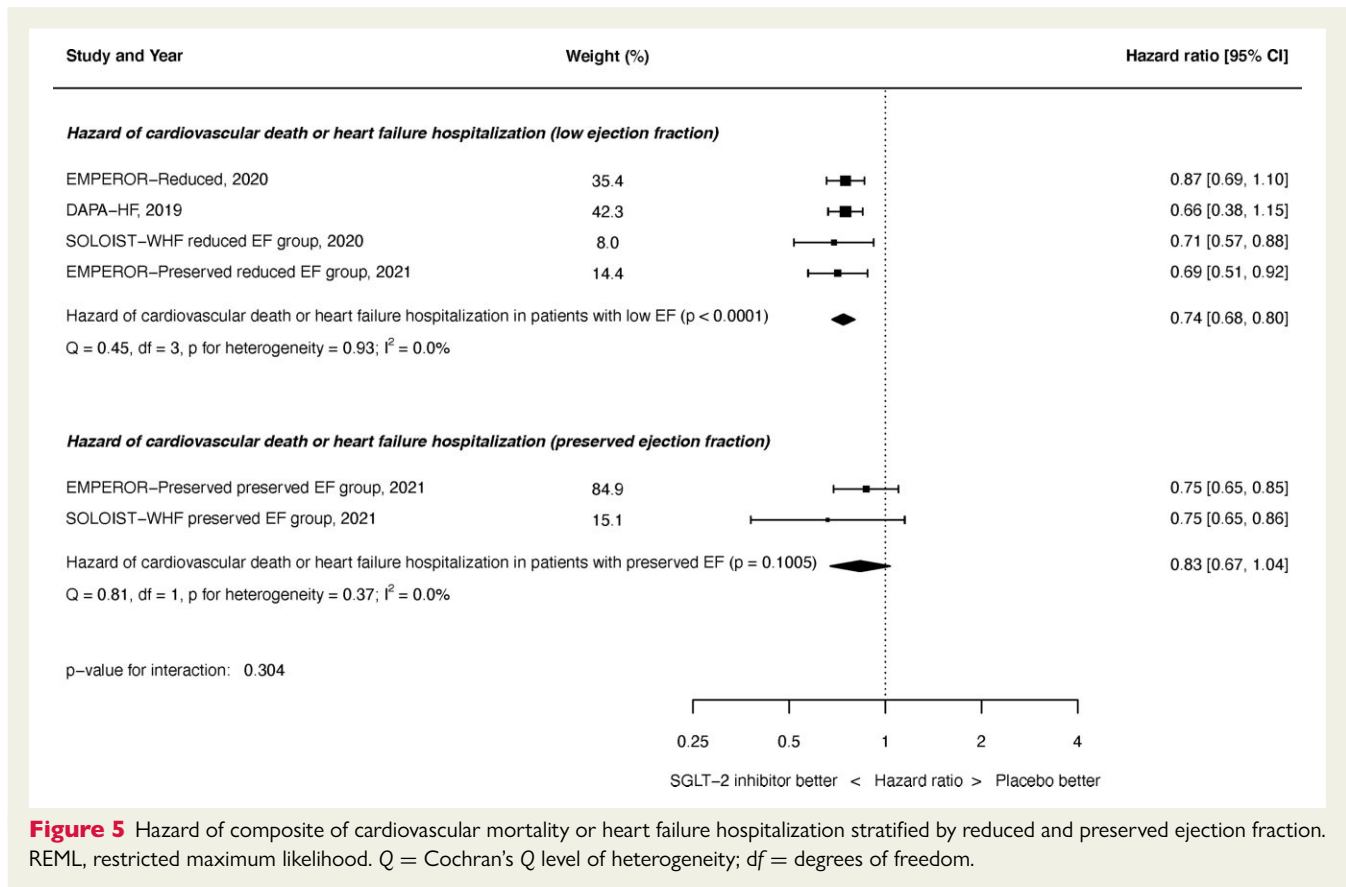 Study and Year Weight (%) Hazard ratio [95% CI]
Hazard of cardiovascular death or heart failure hospitalization (low ejection fraction)
EMPEROR−Reduced, 2020 35.4 0.87 [0.69, 1.10]
DAPA−HF, 2019 42.3 0.66 [0.38, 1.15]
SOLOIST−WHF reduced EF group, 2020 8.0 0.71 [0.57, 0.88]
EMPEROR−Preserved reduced EF group, 2021 14.4 0.69 [0.51, 0.92]
Hazard of cardiovascular death or heart failure hospitalization in patients with low EF (p < 0.0001) 0.74 [0.68, 0.80]
Q = 0.45, df = 3, p for heterogeneity = 0.93; I² = 0.0%
Hazard of cardiovascular death or heart failure hospitalization (preserved ejection fraction)
EMPEROR−Preserved preserved EF group, 2021 84.9 0.75 [0.65, 0.85]
SOLOIST−WHF preserved EF group, 2021 15.1 0.75 [0.65, 0.86]
Hazard of cardiovascular death or heart failure hospitalization in patients with preserved EF (p = 0.1005) 0.83 [0.67, 1.04]
Q = 0.81, df = 1, p for heterogeneity = 0.37; I² = 0.0%
p−value for interaction: 0.304
0.25 0.5 1 2 4
SGLT−2 inhibitor better < Hazard ratio > Placebo better
Figure 5 Hazard of composite of cardiovascular mortality or heart failure hospitalization stratified by reduced and preserved ejection fraction.
REML, restricted maximum likelihood. Q = Cochran's Q level of heterogeneity; df = degrees of freedom.